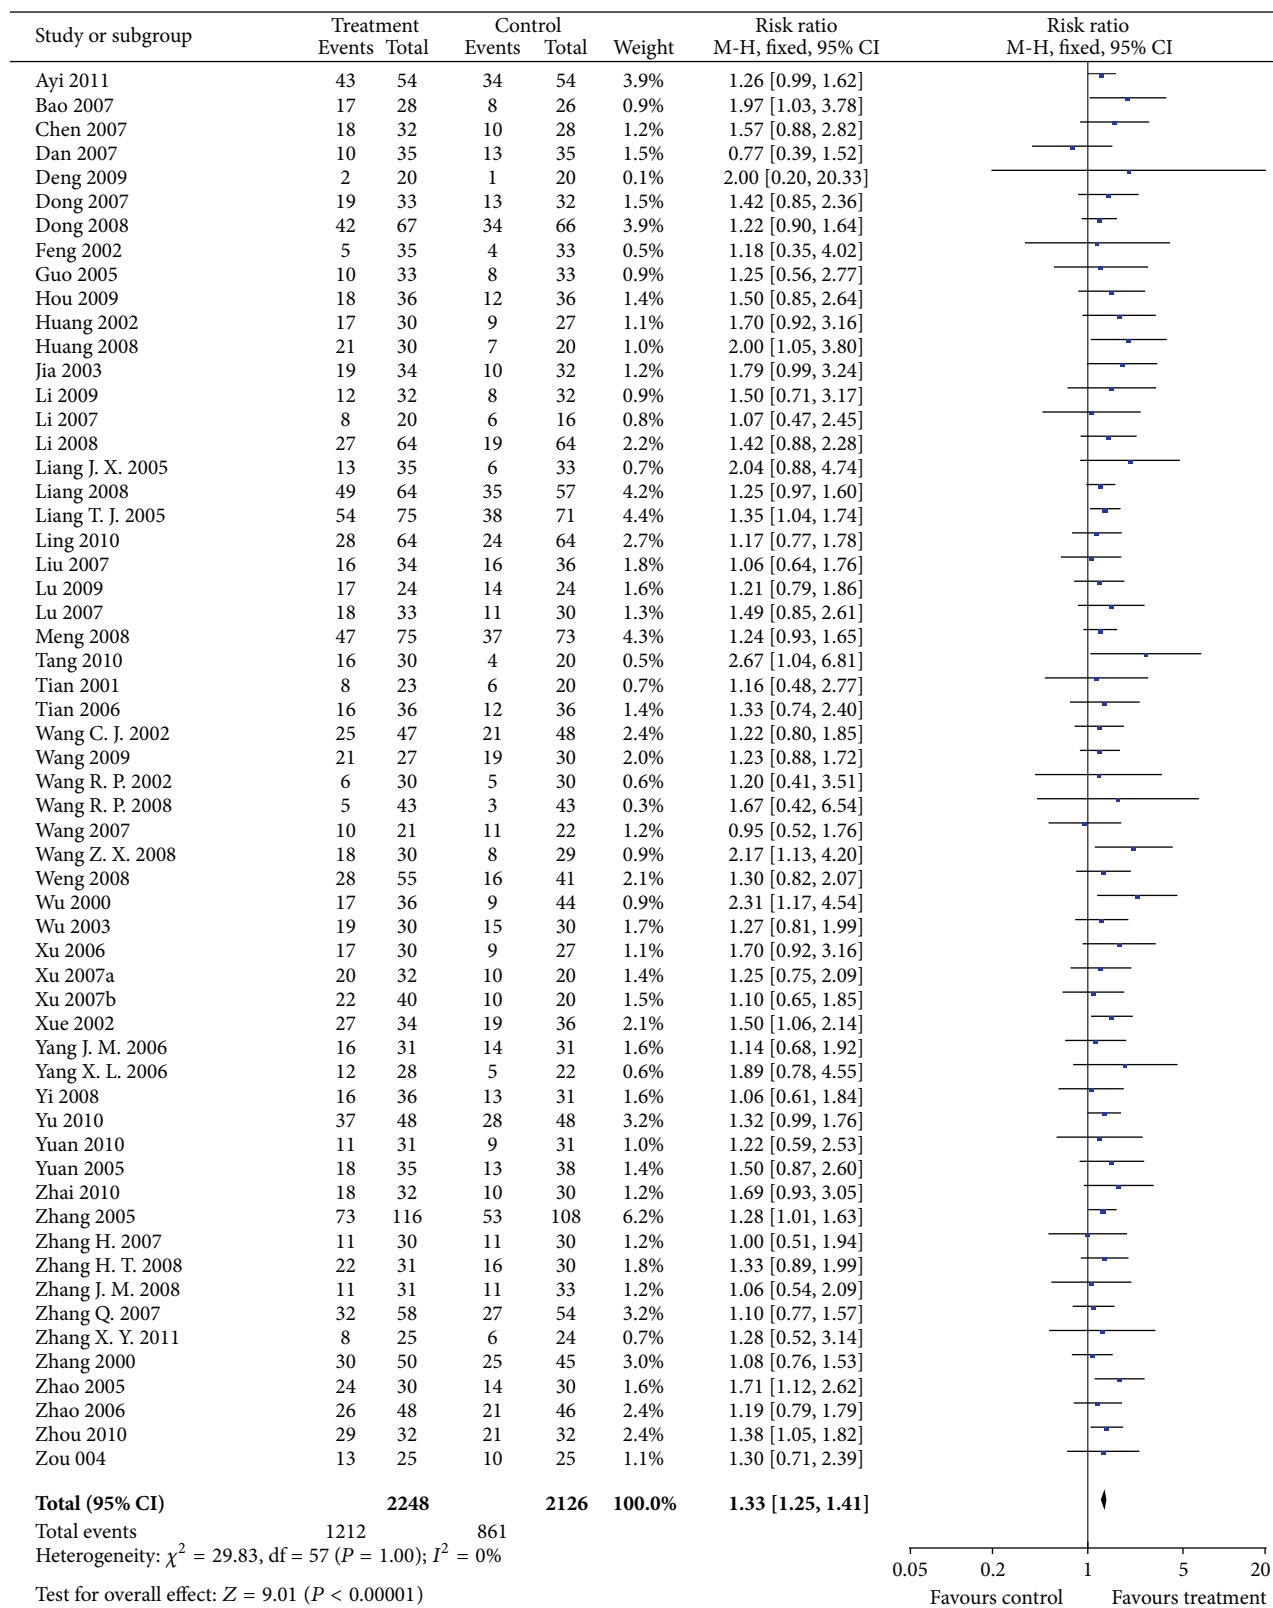 Study or subgroup Treatment Control Weight Risk ratio Risk ratio
Events Total Events Total M-H, fixed, 95% CI M-H, fixed, 95% CI
Ayi 2011 43 54 34 54 3.9% 1.26 [0.99, 1.62]
Bao 2007 17 28 8 26 0.9% 1.97 [1.03, 3.78]
Chen 2007 18 32 10 28 1.2% 1.57 [0.88, 2.82]
Dan 2007 10 35 13 35 1.5% 0.77 [0.39, 1.52]
Deng 2009 2 20 1 20 0.1% 2.00 [0.20, 20.33]
Dong 2007 19 33 13 32 1.5% 1.42 [0.85, 2.36]
Dong 2008 42 67 34 66 3.9% 1.22 [0.90, 1.64]
Feng 2002 5 35 4 33 0.5% 1.18 [0.35, 4.02]
Guo 2005 10 33 8 33 0.9% 1.25 [0.56, 2.77]
Hou 2009 18 36 12 36 1.4% 1.50 [0.85, 2.64]
Huang 2002 17 30 9 27 1.1% 1.70 [0.92, 3.16]
Huang 2008 21 30 7 20 1.0% 2.00 [1.05, 3.80]
Jia 2003 19 34 10 32 1.2% 1.79 [0.99, 3.24]
Li 2009 12 32 8 32 0.9% 1.50 [0.71, 3.17]
Li 2007 8 20 6 16 0.8% 1.07 [0.47, 2.45]
Li 2008 27 64 19 64 2.2% 1.42 [0.88, 2.28]
Liang J. X. 2005 13 35 6 33 0.7% 2.04 [0.88, 4.74]
Liang 2008 49 64 35 57 4.2% 1.25 [0.97, 1.60]
Liang T. J. 2005 54 75 38 71 4.4% 1.35 [1.04, 1.74]
Ling 2010 28 64 24 64 2.7% 1.17 [0.77, 1.78]
Liu 2007 16 34 16 36 1.8% 1.06 [0.64, 1.76]
Lu 2009 17 24 14 24 1.6% 1.21 [0.79, 1.86]
Lu 2007 18 33 11 30 1.3% 1.49 [0.85, 2.61]
Meng 2008 47 75 37 73 4.3% 1.24 [0.93, 1.65]
Tang 2010 16 30 4 20 0.5% 2.67 [1.04, 6.81]
Tian 2001 8 23 6 20 0.7% 1.16 [0.48, 2.77]
Tian 2006 16 36 12 36 1.4% 1.33 [0.74, 2.40]
Wang C. J. 2002 25 47 21 48 2.4% 1.22 [0.80, 1.85]
Wang 2009 21 27 19 30 2.0% 1.23 [0.88, 1.72]
Wang R. P. 2002 6 30 5 30 0.6% 1.20 [0.41, 3.51]
Wang R. P. 2008 5 43 3 43 0.3% 1.67 [0.42, 6.54]
Wang 2007 10 21 11 22 1.2% 0.95 [0.52, 1.76]
Wang Z. X. 2008 18 30 8 29 0.9% 2.17 [1.13, 4.20]
Weng 2008 28 55 16 41 2.1% 1.30 [0.82, 2.07]
Wu 2000 17 36 9 44 0.9% 2.31 [1.17, 4.54]
Wu 2003 19 30 15 30 1.7% 1.27 [0.81, 1.99]
Xu 2006 17 30 9 27 1.1% 1.70 [0.92, 3.16]
Xu 2007a 20 32 10 20 1.4% 1.25 [0.75, 2.09]
Xu 2007b 22 40 10 20 1.5% 1.10 [0.65, 1.85]
Xue 2002 27 34 19 36 2.1% 1.50 [1.06, 2.14]
Yang J. M. 2006 16 31 14 31 1.6% 1.14 [0.68, 1.92]
Yang X. L. 2006 12 28 5 22 0.6% 1.89 [0.78, 4.55]
Yi 2008 16 36 13 31 1.6% 1.06 [0.61, 1.84]
Yu 2010 37 48 28 48 3.2% 1.32 [0.99, 1.76]
Yuan 2010 11 31 9 31 1.0% 1.22 [0.59, 2.53]
Yuan 2005 18 35 13 38 1.4% 1.50 [0.87, 2.60]
Zhai 2010 18 32 10 30 1.2% 1.69 [0.93, 3.05]
Zhang 2005 73 116 53 108 6.2% 1.28 [1.01, 1.63]
Zhang H. 2007 11 30 11 30 1.2% 1.00 [0.51, 1.94]
Zhang H. T. 2008 22 31 16 30 1.8% 1.33 [0.89, 1.99]
Zhang J. M. 2008 11 31 11 33 1.2% 1.06 [0.54, 2.09]
Zhang Q. 2007 32 58 27 54 3.2% 1.10 [0.77, 1.57]
Zhang X. Y. 2011 8 25 6 24 0.7% 1.28 [0.52, 3.14]
Zhang 2000 30 50 25 45 3.0% 1.08 [0.76, 1.53]
Zhao 2005 24 30 14 30 1.6% 1.71 [1.12, 2.62]
Zhao 2006 26 48 21 46 2.4% 1.19 [0.79, 1.79]
Zhou 2010 29 32 21 32 2.4% 1.38 [1.05, 1.82]
Zou 004 13 25 10 25 1.1% 1.30 [0.71, 2.39]
Total (95% CI) 2248 2126 100.0% 1.33 [1.25, 1.41]
Total events 1212 861
Heterogeneity: χ² = 29.83, df = 57 (P = 1.00); I² = 0%
0.05 0.2 1 5 20
Test for overall effect: Z = 9.01 (P < 0.00001)
Favours control Favours treatment